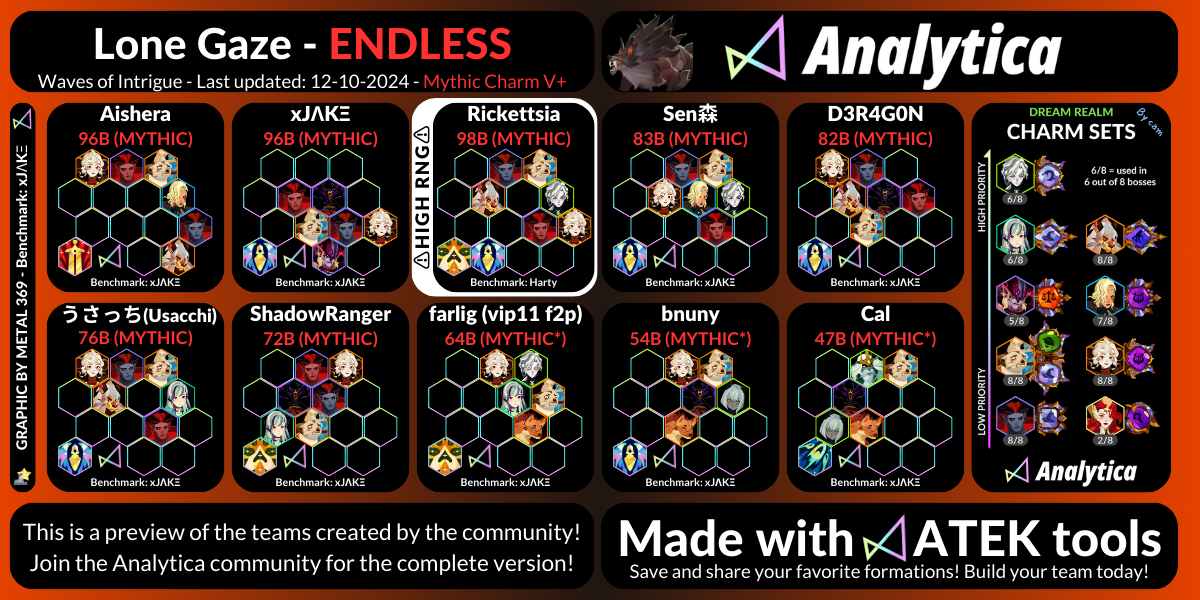 Lone Gaze - ENDLESS
Waves of Intrigue - Last updated: 12-10-2024 - Mythic Charm V+
Analytica
GRAPHIC BY METAL 369 - Benchmark: xJΛKΞ
Aishera
96B (MYTHIC)
Benchmark: xJΛKΞ
xJΛKΞ
96B (MYTHIC)
Benchmark: xJΛKΞ
⚠HIGH RNG⚠
Rickettsia
98B (MYTHIC)
Benchmark: Harty
Sen森
83B (MYTHIC)
Benchmark: xJΛKΞ
D3R4G0N
82B (MYTHIC)
Benchmark: xJΛKΞ
うさっち(Usacchi)
76B (MYTHIC)
Benchmark: xJΛKΞ
ShadowRanger
72B (MYTHIC)
Benchmark: xJΛKΞ
farlig (vip11 f2p)
64B (MYTHIC*)
Benchmark: xJΛKΞ
bnuny
54B (MYTHIC*)
Benchmark: xJΛKΞ
Cal
47B (MYTHIC*)
Benchmark: xJΛKΞ
DREAM REALM
By cam
CHARM SETS
HIGH PRIORITY
LOW PRIORITY
6/8 = used in
6 out of 8 bosses
6/8
6/8
8/8
5/8
7/8
8/8
8/8
8/8
2/8
Analytica
This is a preview of the teams created by the community!
Join the Analytica community for the complete version!
Made with ATEK tools
Save and share your favorite formations! Build your team today!